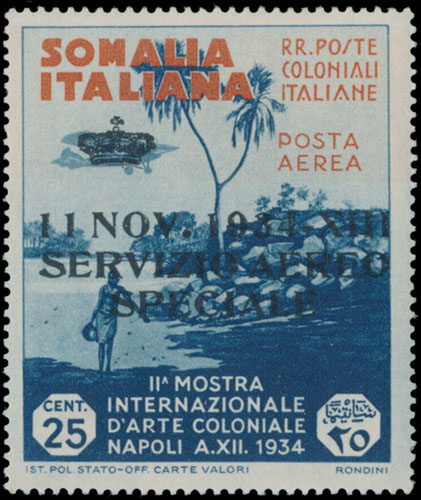 SOMALIA
ITALIANA
RR. POSTE
COLONIALI
ITALIANE
POSTA
AEREA
11 NOV. 1934-XIII
SERVIZIO AEREO
SPECIALE
IIᴬ MOSTRA
INTERNAZIONALE
D'ARTE COLONIALE
NAPOLI A.XII. 1934
CENT.
25
٢٥
IST. POL. STATO-OFF. CARTE VALORI
RONDINI